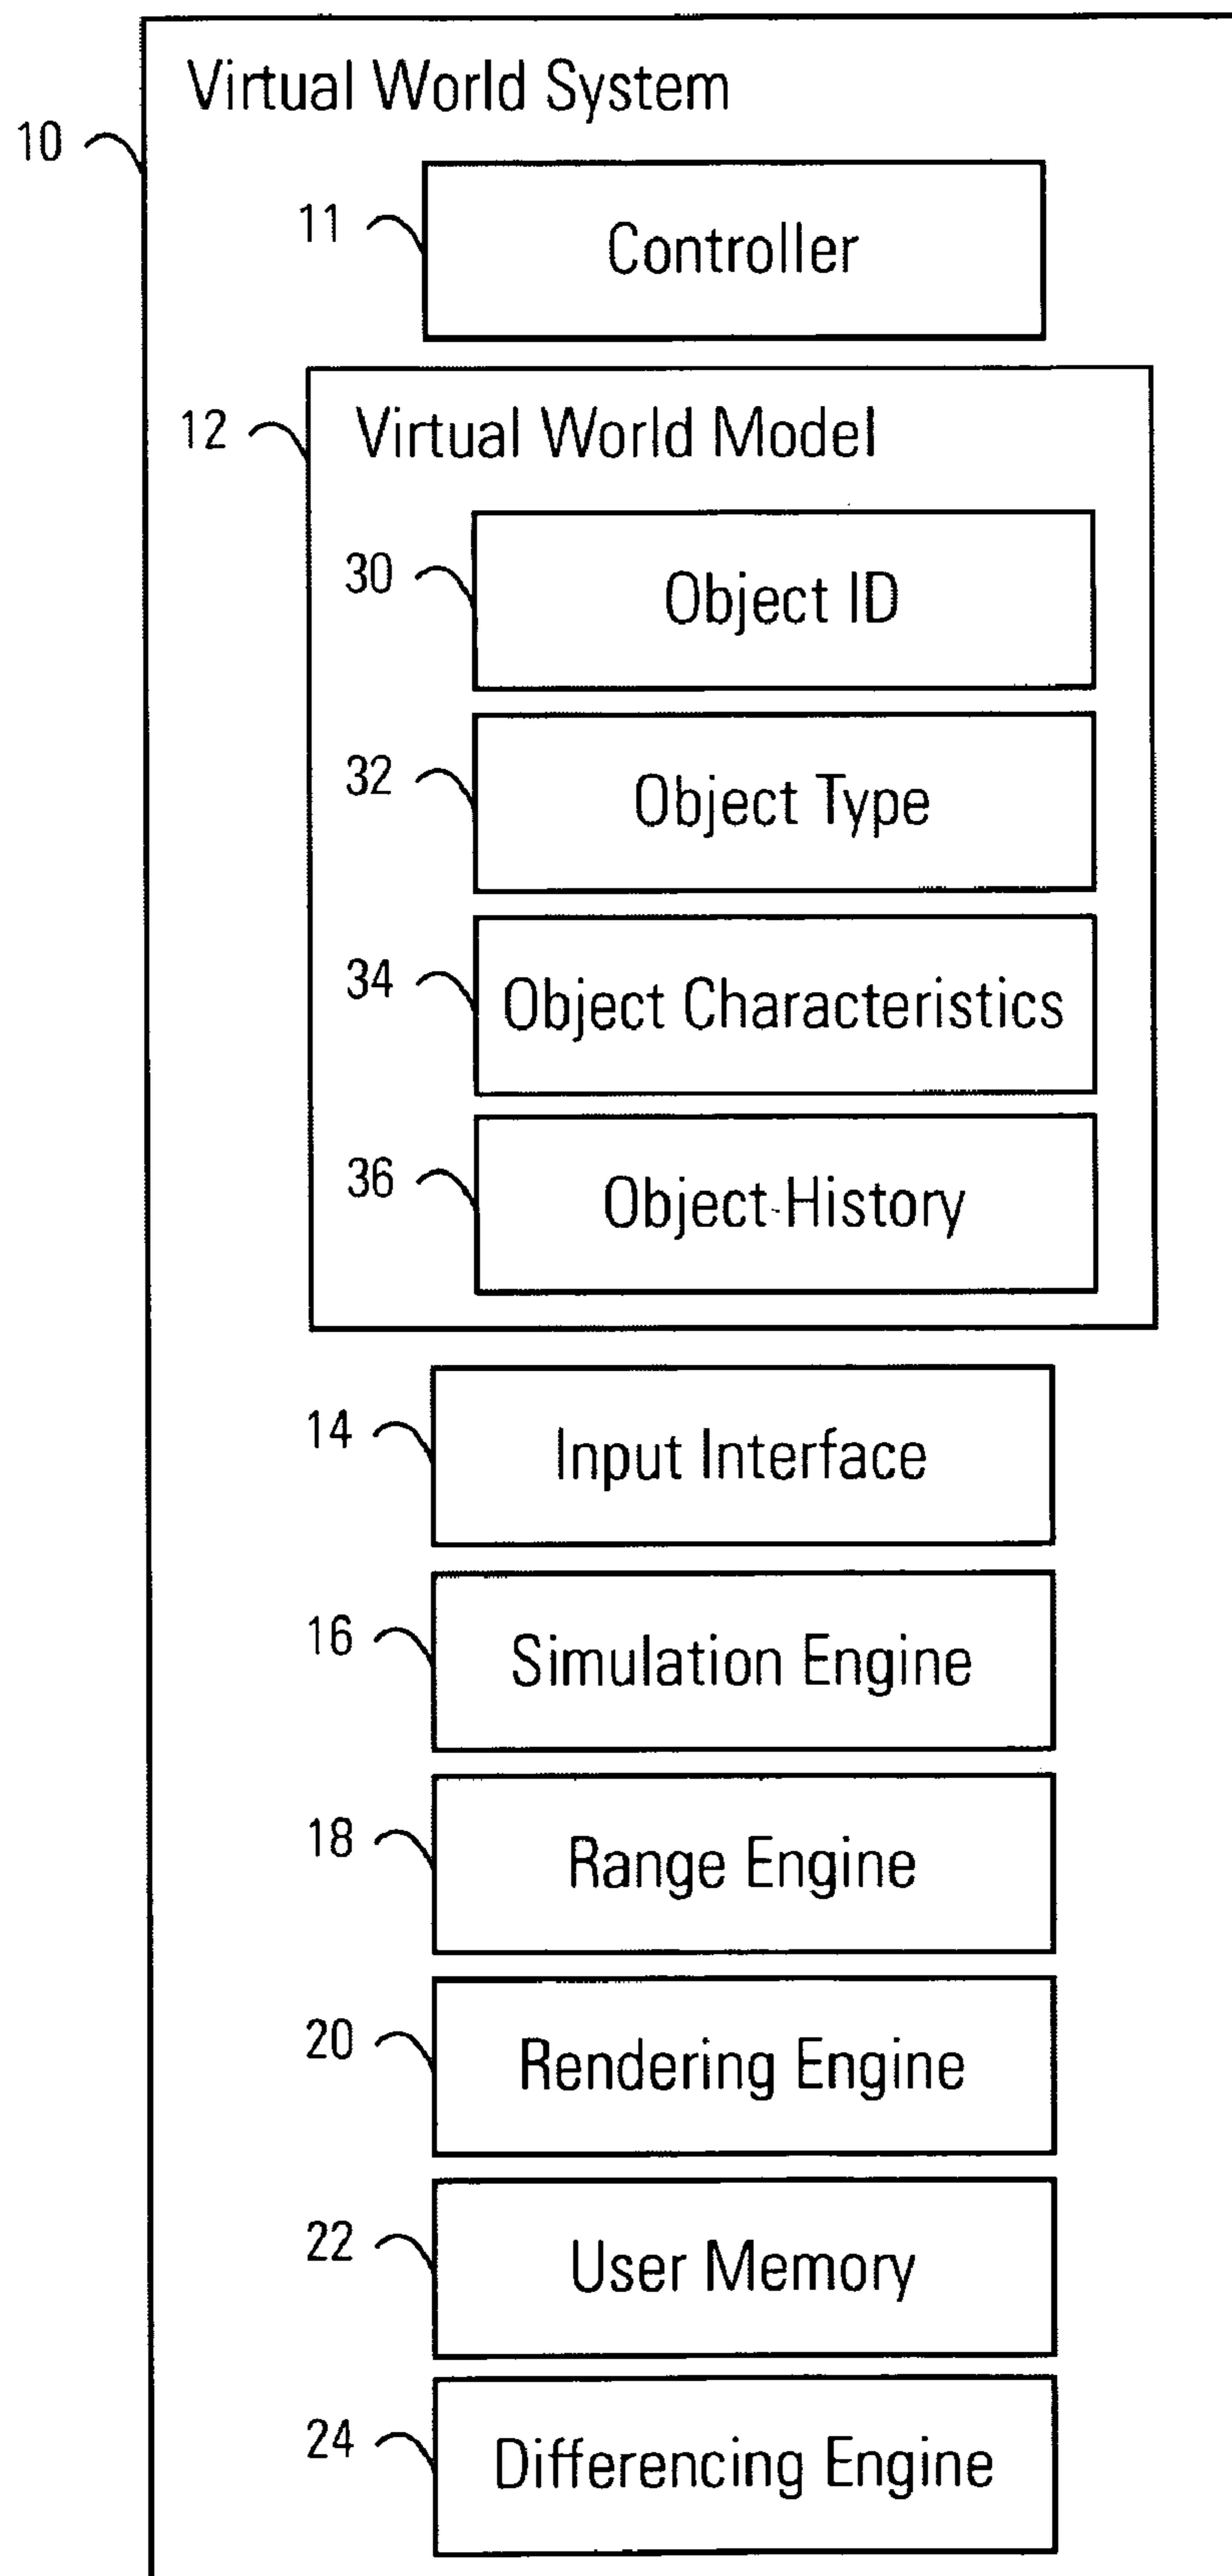 Virtual World System
10
11
Controller
12
Virtual World Model
30
Object ID
32
Object Type
34
Object Characteristics
36
Object History
14
Input Interface
16
Simulation Engine
18
Range Engine
20
Rendering Engine
22
User Memory
24
Differencing Engine